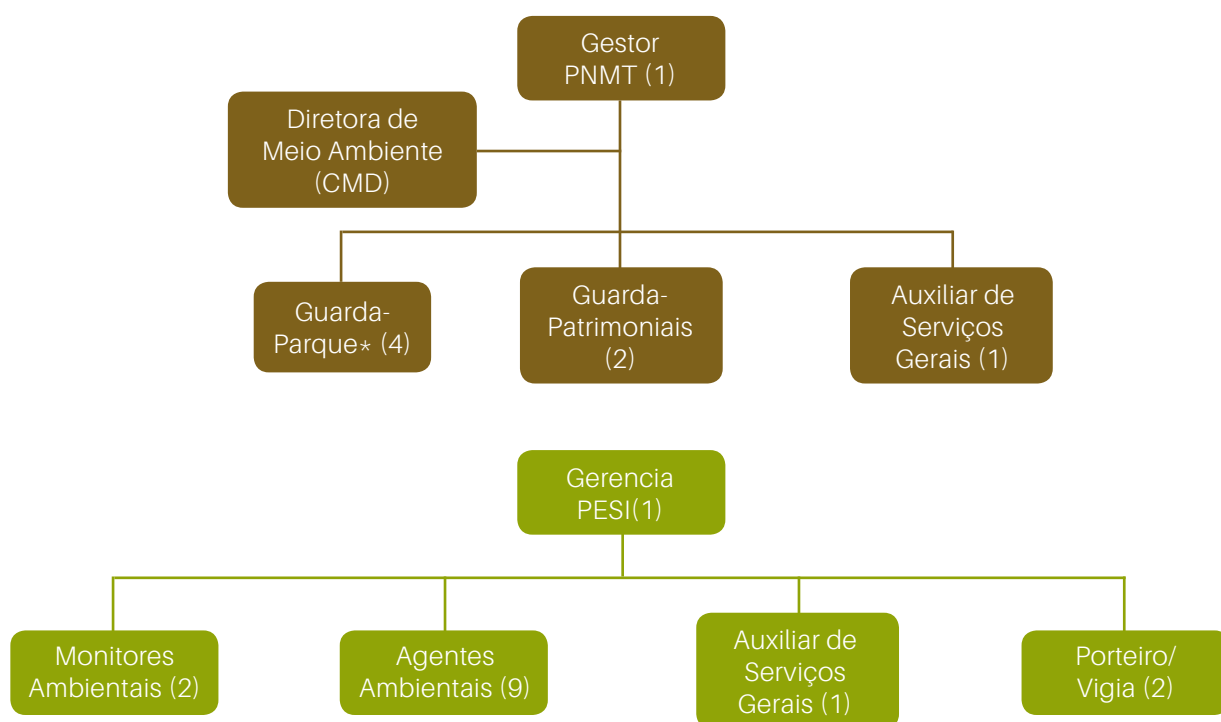 Gestor
PNMT (1)
Diretora de
Meio Ambiente
(CMD)
Guarda-
Parque* (4)
Guarda-
Patrimoniais
(2)
Auxiliar de
Serviços
Gerais (1)
Gerencia
PESI(1)
Monitores
Ambientais (2)
Agentes
Ambientais (9)
Auxiliar de
Serviços
Gerais (1)
Porteiro/
Vigia (2)